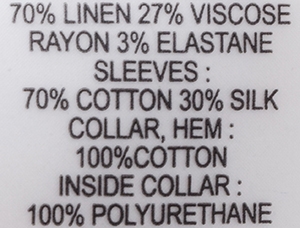 70% LINEN 27% VISCOSE
RAYON 3% ELASTANE
SLEEVES :
70% COTTON 30% SILK
COLLAR, HEM :
100%COTTON
INSIDE COLLAR :
100% POLYURETHANE